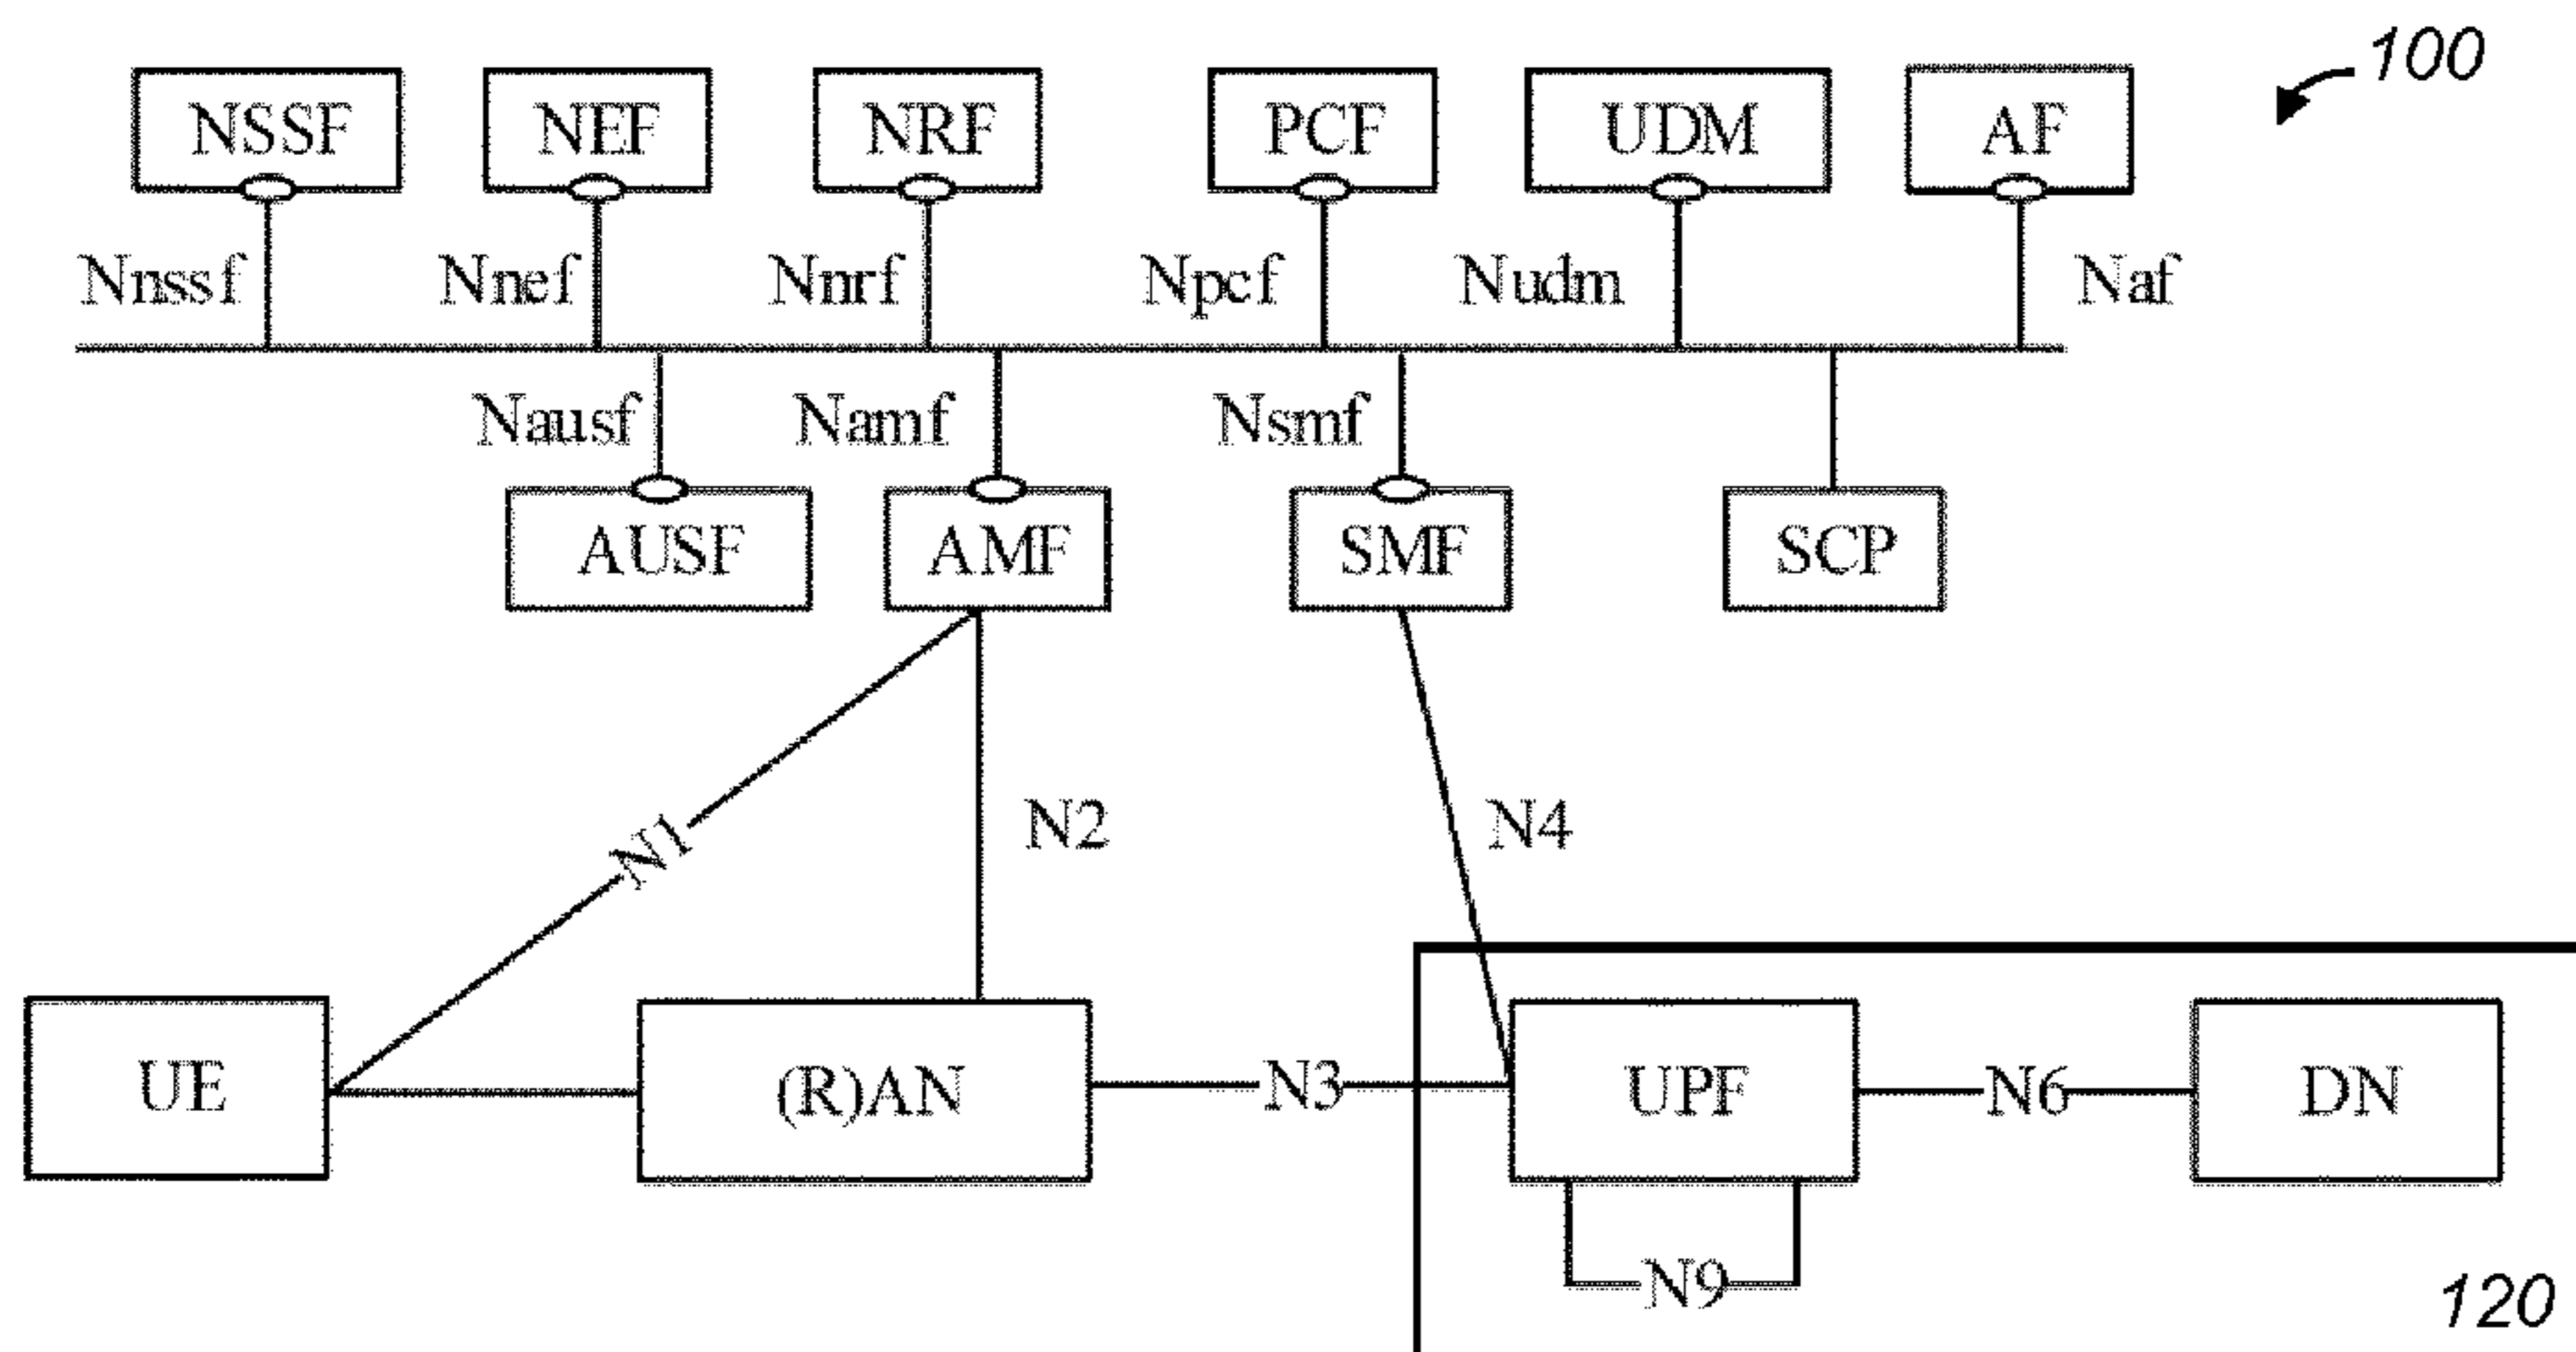 100
NSSF NEF NRF PCF UDM AF
Nnssf Nnef Nnrf Npcf Nudm Naf
Nausf Namf Nsmf
AUSF AMF SMF SCP
N1 N2 N4
UE (R)AN N3 UPF N6 DN
N9
120